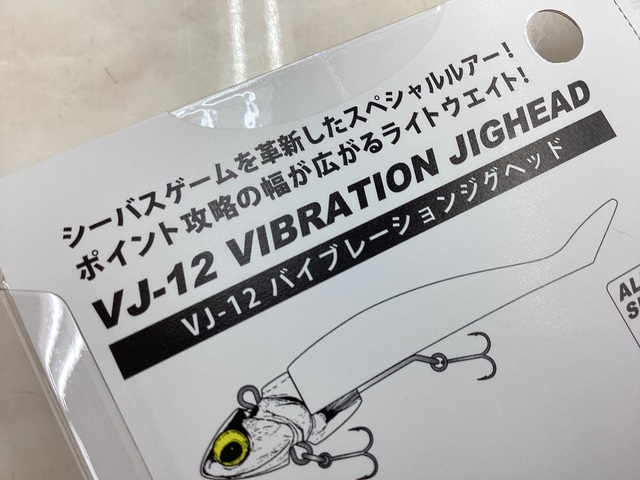 シーバスゲームを革新したスペシャルルアー!
ポイント攻略の幅が広がるライトウエイト!
VJ-12 VIBRATION JIGHEAD
VJ-12 バイブレーションジグヘッド